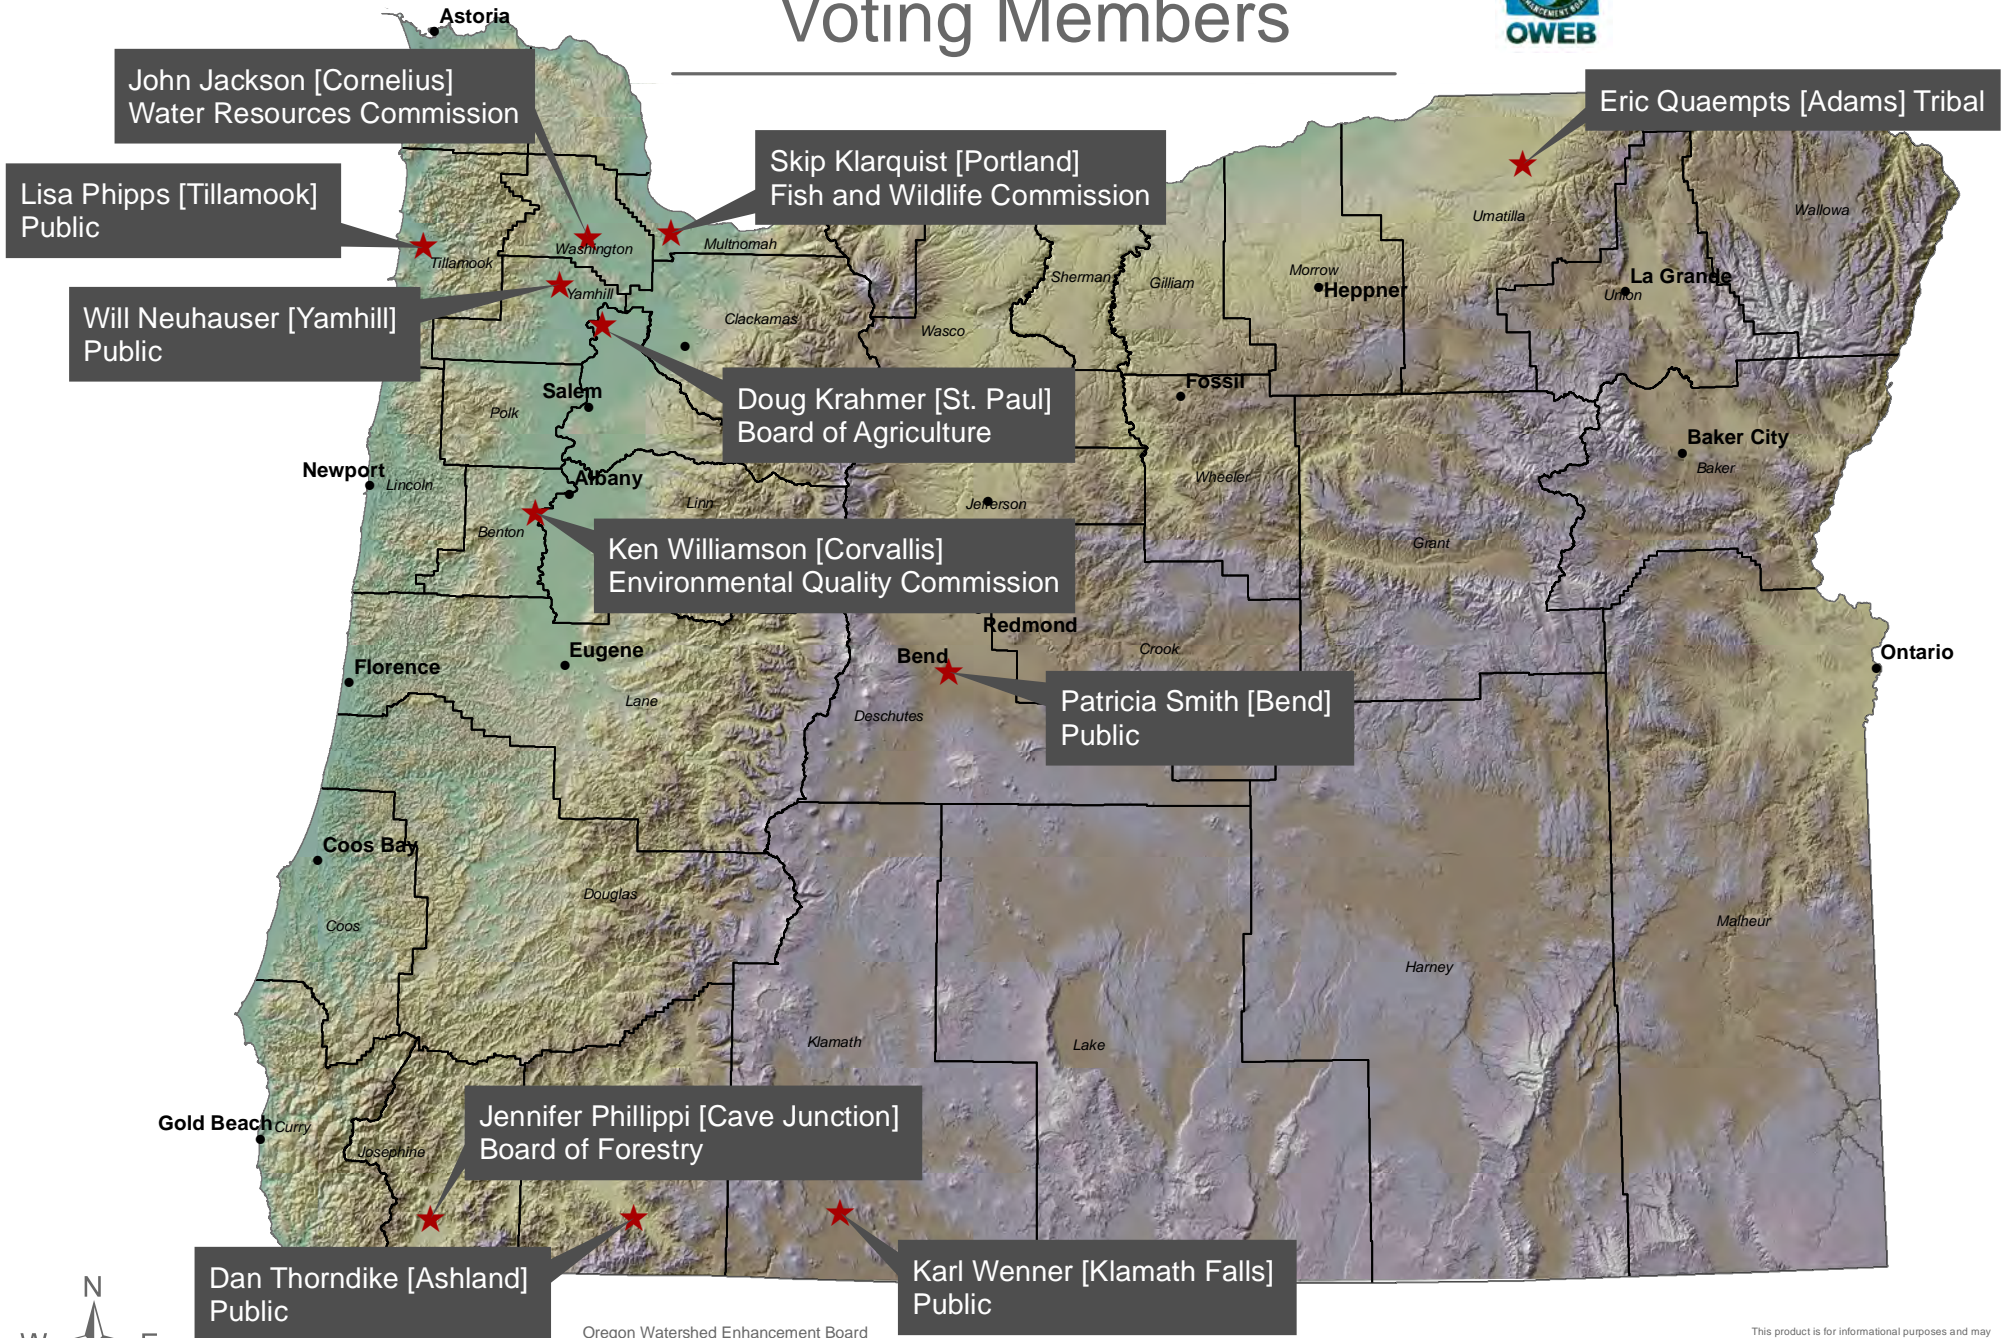 Voting Members
ANCEMENT BOA
OWEB
Astoria
John Jackson [Cornelius]
Water Resources Commission
Eric Quaempts [Adams] Tribal
Skip Klarquist [Portland]
Fish and Wildlife Commission
Lisa Phipps [Tillamook]
Public
Wallowa
Umatilla
Washington
Multnomah
Tillamook
Will Neuhauser [Yamhill]
Public
Yamhill
Clackamas
Wasco
Sherman
Gilliam
Morrow
Heppner
La Grande
Union
Doug Krahmer [St. Paul]
Board of Agriculture
Salem
Polk
Fossil
Baker City
Baker
Newport
Lincoln
Albany
Linn
Benton
Jefferson
Wheeler
Grant
Ken Williamson [Corvallis]
Environmental Quality Commission
Redmond
Crook
Bend
Eugene
Florence
Lane
Ontario
Patricia Smith [Bend]
Public
Deschutes
Coos Bay
Coos
Douglas
Malheur
Harney
Klamath
Lake
Jennifer Phillippi [Cave Junction]
Board of Forestry
Gold Beach
Curry
Josephine
Dan Thorndike [Ashland]
Public
Karl Wenner [Klamath Falls]
Public
N
W E
Oregon Watershed Enhancement Board
This product is for informational purposes and may